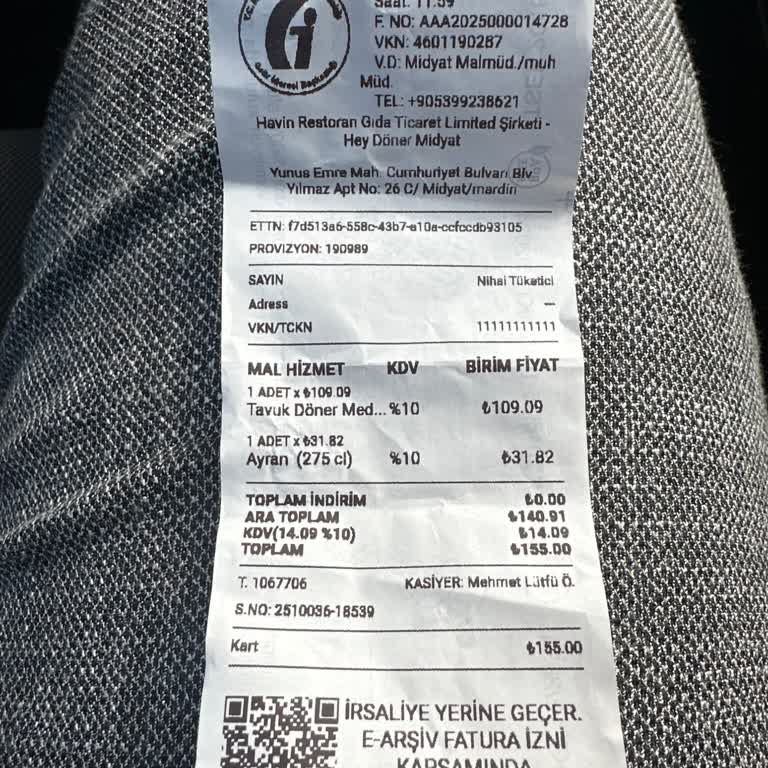 Saat: 11:59
F. NO: AAA2025000014728
VKN: 4601190287
V.D: Midyat Malmüd./muh
Müd.
TEL: +905399238621
Gelir İdaresi Başkanlığı
Havin Restoran Gıda Ticaret Limited Şirketi -
Hey Döner Midyat
Yunus Emre Mah. Cumhuriyet Bulvarı Blv.
Yılmaz Apt No: 26 C/ Midyat/mardin
ETTN: f7d513a6-558c-43b7-a10a-ccfccdb93105
PROVIZYON: 190989
SAYIN Nihai Tüketici
Adress ---
VKN/TCKN 11111111111
MAL HİZMET KDV BİRİM FİYAT
1 ADET x ₺109.09
Tavuk Döner Med... %10 ₺109.09
1 ADET x ₺31.82
Ayran (275 cl) %10 ₺31.82
TOPLAM İNDİRİM ₺0.00
ARA TOPLAM ₺140.91
KDV(14.09 %10) ₺14.09
TOPLAM ₺155.00
T. 1067706 KASİYER: Mehmet Lütfü Ö.
S.NO: 2510036-18539
Kart ₺155.00
İRSALİYE YERİNE GEÇER.
E-ARŞİV FATURA İZNİ
KAPSAMINDA